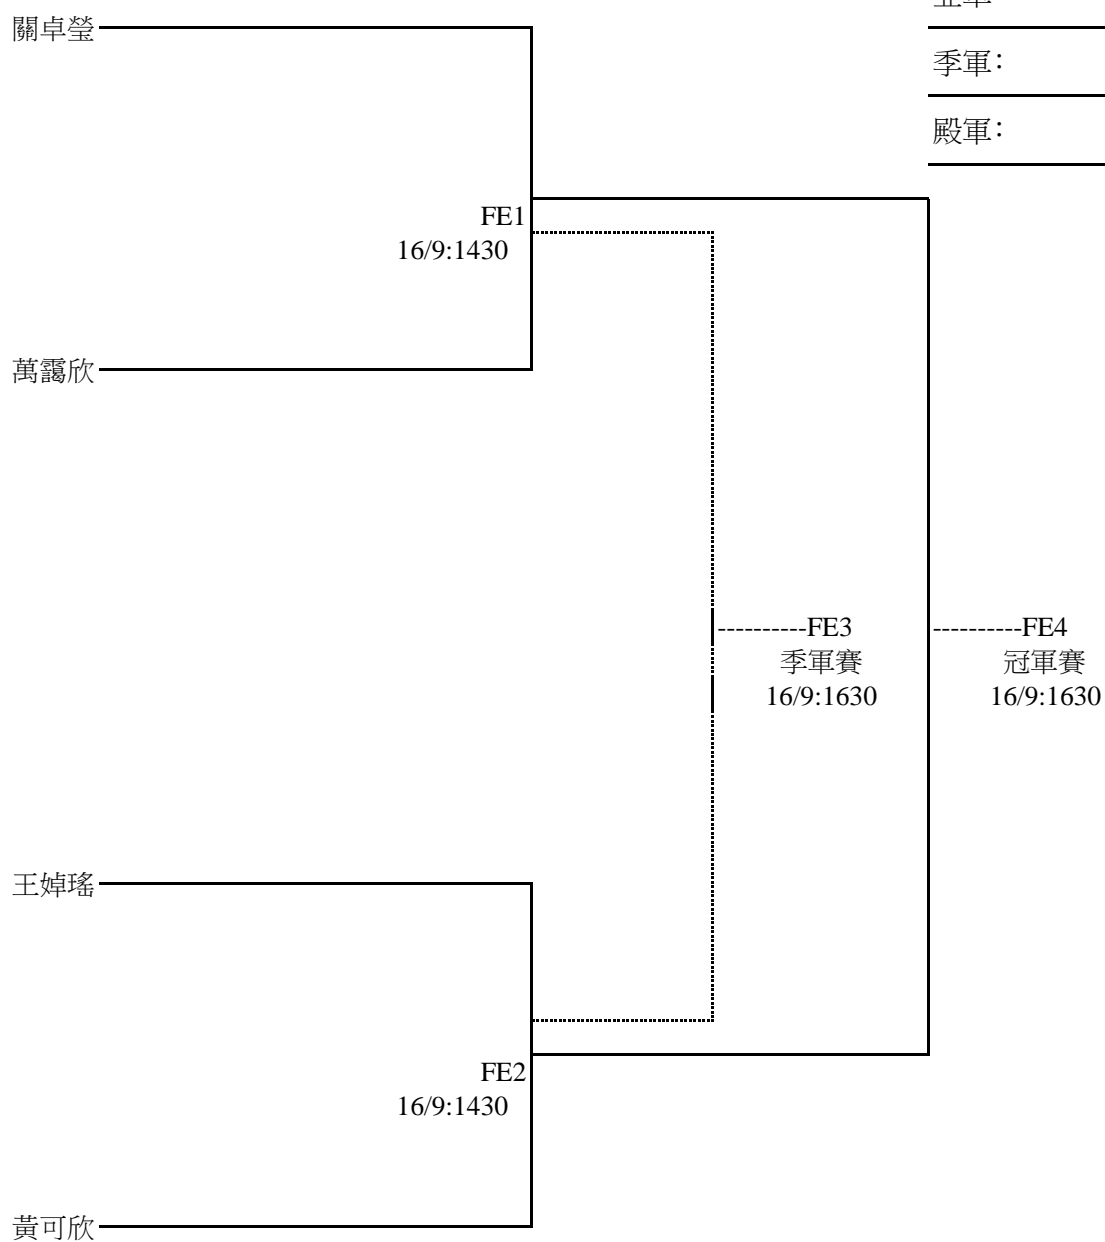 關卓瑩
季軍：
殿軍：
FE1
16/9:1430
萬靄欣
----------FE3
季軍賽
16/9:1630
----------FE4
冠軍賽
16/9:1630
王婥瑤
FE2
16/9:1430
黃可欣